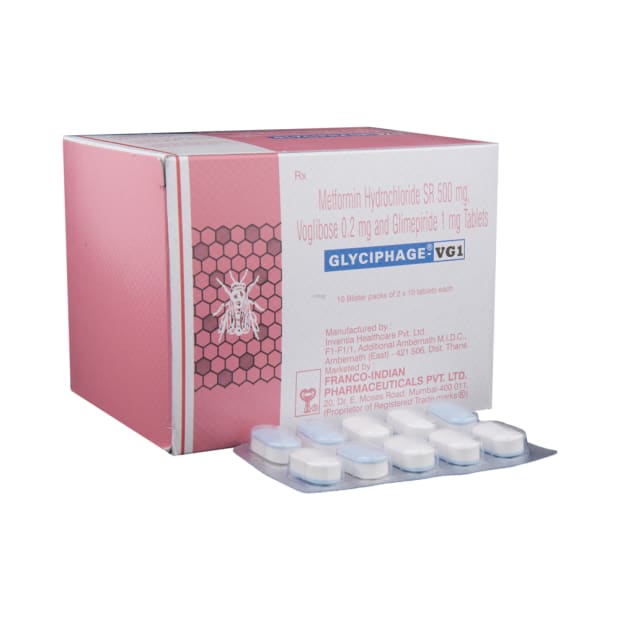 GLYCIPHAGE-VG1
Rx
Metformin Hydrochloride SR 500 mg,
Voglibose 0.2 mg and Glimepiride 1 mg Tablets
GLYCIPHAGE-® VG1
10 Blister packs of 2 x 10 tablets each
Manufactured by :
Inventia Healthcare Pvt. Ltd.
F1-F1/1, Additional Ambernath M.I.D.C.,
Ambernath (East) - 421 506, Dist. Thane.
Marketed by
FRANCO-INDIAN
PHARMACEUTICALS PVT. LTD.
20, Dr. E. Moses Road, Mumbai-400 011.
(Proprietor of Registered Trade marks®)